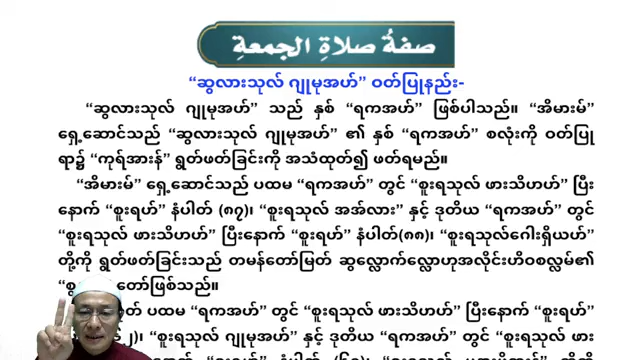 صفةُ صلاةِ الجمعةِ
“ဆွလားသုလ် ဂျုမုအဟ်” ဝတ်ပြုနည်း-
“ဆွလားသုလ် ဂျုမုအဟ်” သည် နှစ် “ရကအဟ်” ဖြစ်ပါသည်။ “အိမာမ်”
ရှေ့ဆောင်သည် “ဆွလားသုလ် ဂျုမုအဟ်” ၏ နှစ် “ရကအဟ်” စလုံးကို ဝတ်ပြု
ရာ၌ “ကုရ်အားန်” ရွတ်ဖတ်ခြင်းကို အသံထုတ်၍ ဖတ်ရမည်။
“အိမာမ်” ရှေ့ဆောင်သည် ပထမ “ရကအဟ်” တွင် “စူးရသုလ် ဖားသိဟဟ်” ပြီး
နောက် “စူးရဟ်” နံပါတ် (၈၇)၊ “စူးရသုလ် အအ်လား” နှင့် ဒုတိယ “ရကအဟ်” တွင်
“စူးရသုလ် ဖားသိဟဟ်” ပြီးနောက် “စူးရဟ်” နံပါတ်(၈၈)၊ “စူးရသုလ်ဂေါးရှိယဟ်”
တို့ကို ရွတ်ဖတ်ခြင်းသည် တမန်တော်မြတ် ဆွလ္လောက်လ္လောဟုအလိုင်းဟိဝစလ္လမ်၏
တော်ဖြစ်သည်။
ပထမ “ရကအဟ်” တွင် “စူးရသုလ် ဖားသိဟဟ်” ပြီးနောက် “စူးရဟ်”
“စူးရသုလ် ဂျုမုအဟ်” နှင့် ဒုတိယ “ရကအဟ်” တွင် “စူးရသုလ် ဖား